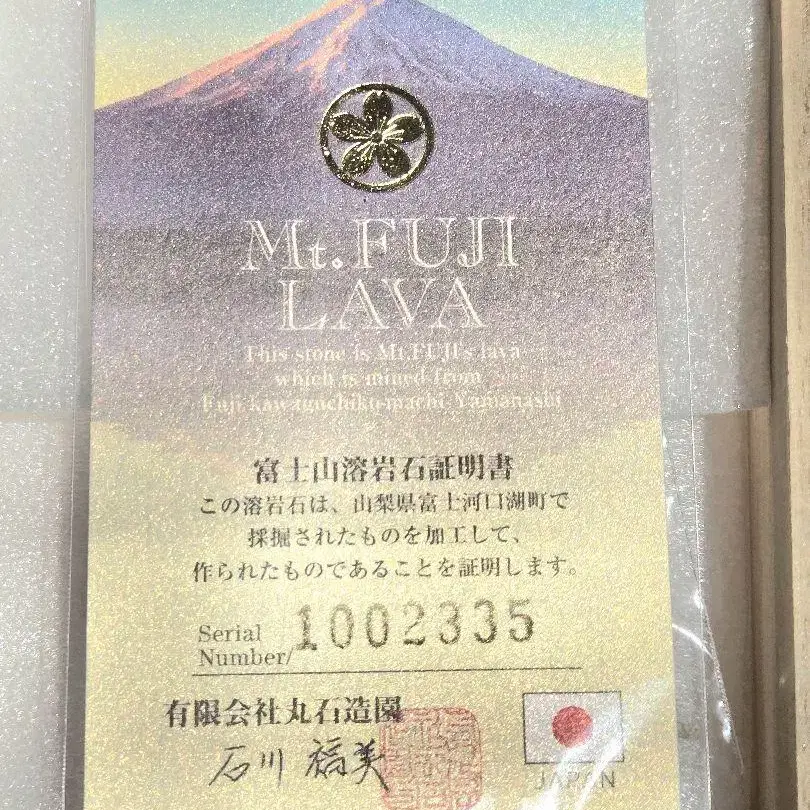 Mt. FUJI
LAVA
This stone is Mt.FUJI's lava
which is mined from
Fuji kawaguchiko-machi Yamanashi
富士山溶岩石証明書
この溶岩石は、山梨県富士河口湖町で
採掘されたものを加工して、
作られたものであることを証明します。
Serial
Number/ 1002335
有限会社丸石造園
石川 福美
JAPAN